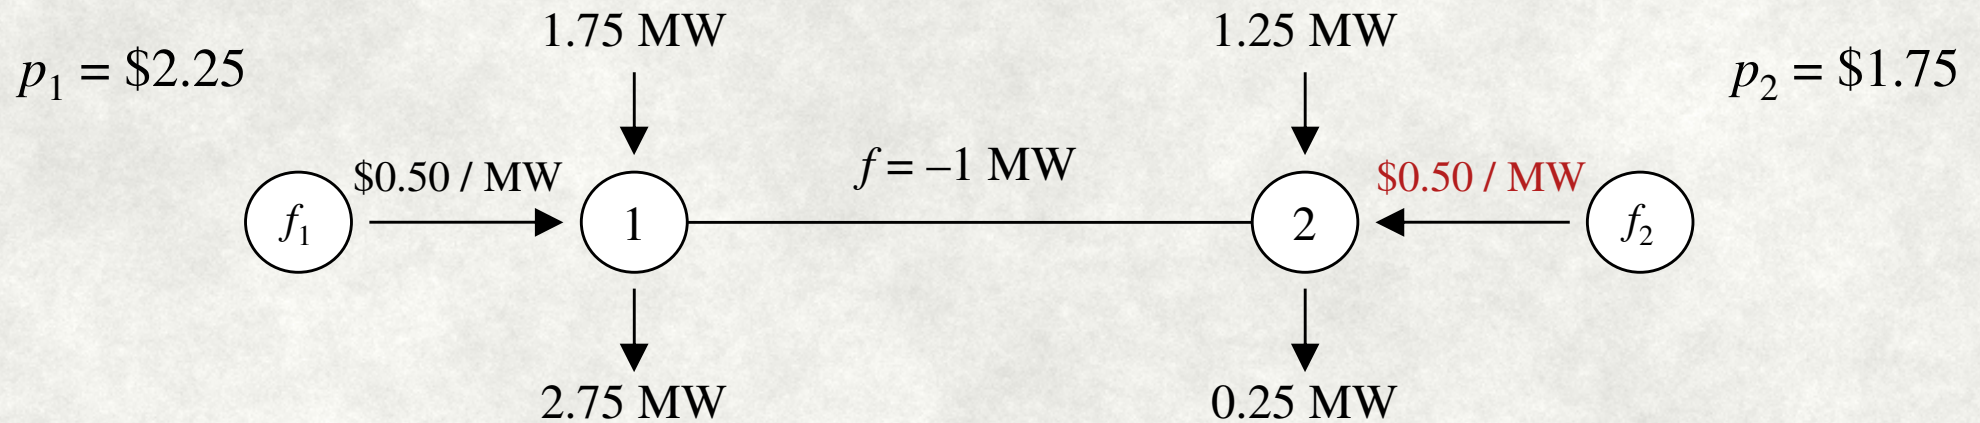 1.75 MW
1.25 MW
p₁ = $2.25
p₂ = $1.75
f = –1 MW
$0.50 / MW
$0.50 / MW
f₁
1
2
f₂
2.75 MW
0.25 MW